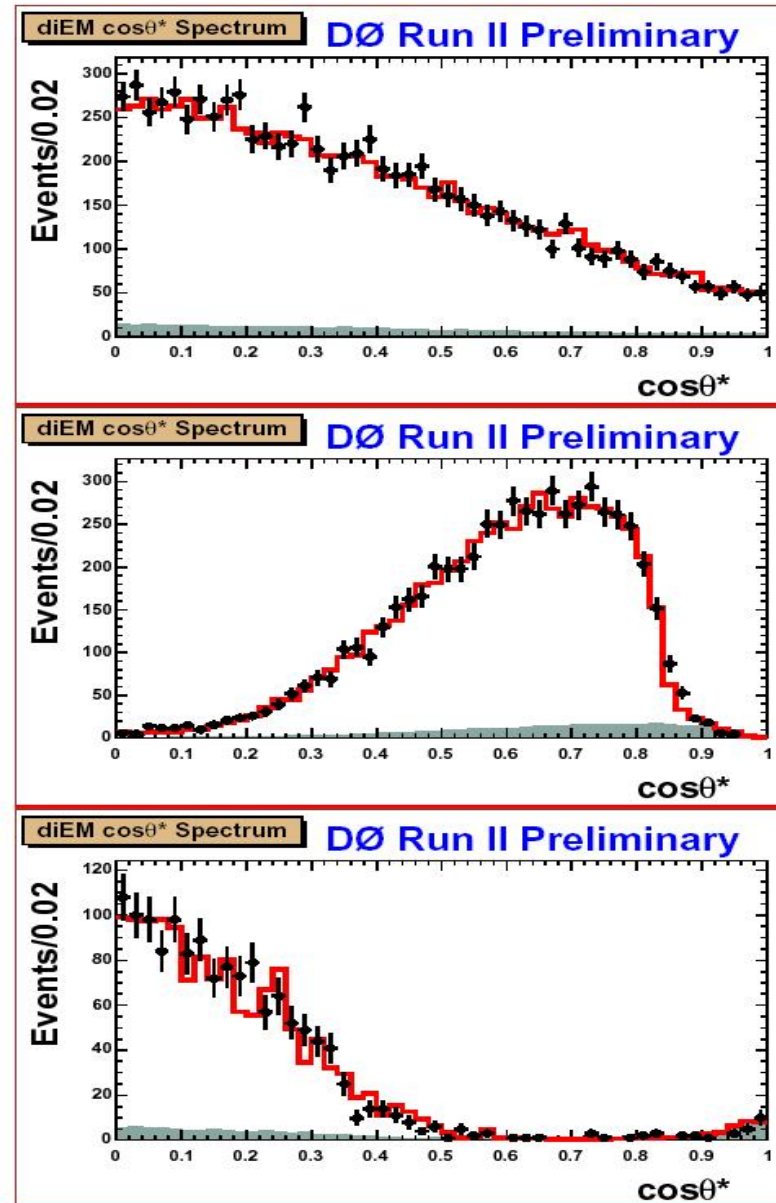 diEM cosθ* Spectrum
DØ Run II Preliminary
Events/0.02
300
250
200
150
100
50
0
0 0.1 0.2 0.3 0.4 0.5 0.6 0.7 0.8 0.9 1
cosθ*
diEM cosθ* Spectrum
DØ Run II Preliminary
Events/0.02
300
250
200
150
100
50
0
0 0.1 0.2 0.3 0.4 0.5 0.6 0.7 0.8 0.9 1
cosθ*
diEM cosθ* Spectrum
DØ Run II Preliminary
Events/0.02
120
100
80
60
40
20
0
0 0.1 0.2 0.3 0.4 0.5 0.6 0.7 0.8 0.9 1
cosθ*